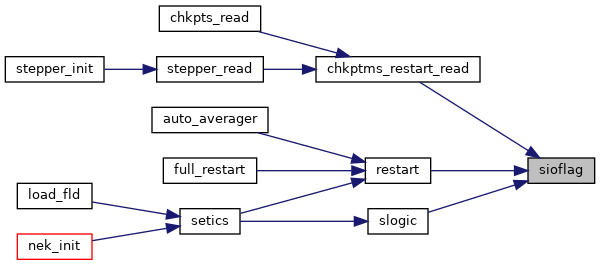 chkpts_read
stepper_init
stepper_read
chkptms_restart_read
auto_averager
sioflag
full_restart
restart
load_fld
setics
slogic
nek_init